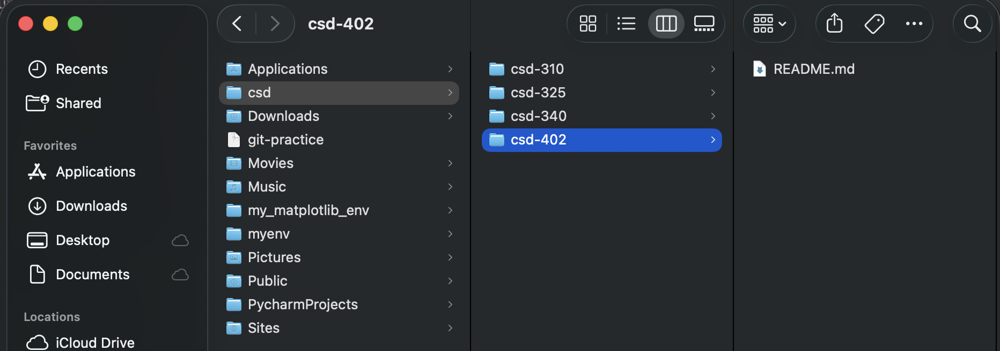 csd-402
Recents
Shared
Favorites
Applications
Downloads
Desktop
Documents
Locations
iCloud Drive
Applications
csd
Downloads
git-practice
Movies
Music
my_matplotlib_env
myenv
Pictures
Public
PycharmProjects
Sites
csd-310
csd-325
csd-340
csd-402
README.md